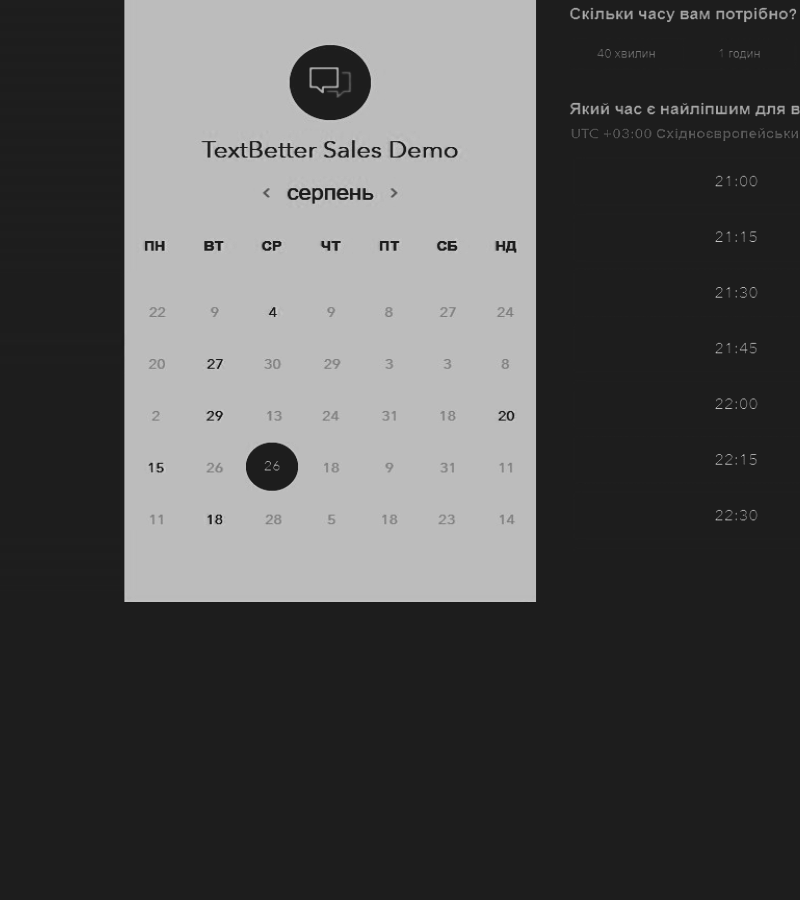 TextBetter Sales Demo
< серпень >
ПН ВТ СР ЧТ ПТ СБ НД
22 9 4 9 8 27 24
20 27 30 29 3 3 8
2 29 13 24 31 18 20
15 26 26 18 9 31 11
11 18 28 5 18 23 14
Скільки часу вам потрібно?
40 хвилин 1 годин
Який час є найліпшим для в
UTC +03:00 Східноєвропейськи
21:00
21:15
21:30
21:45
22:00
22:15
22:30